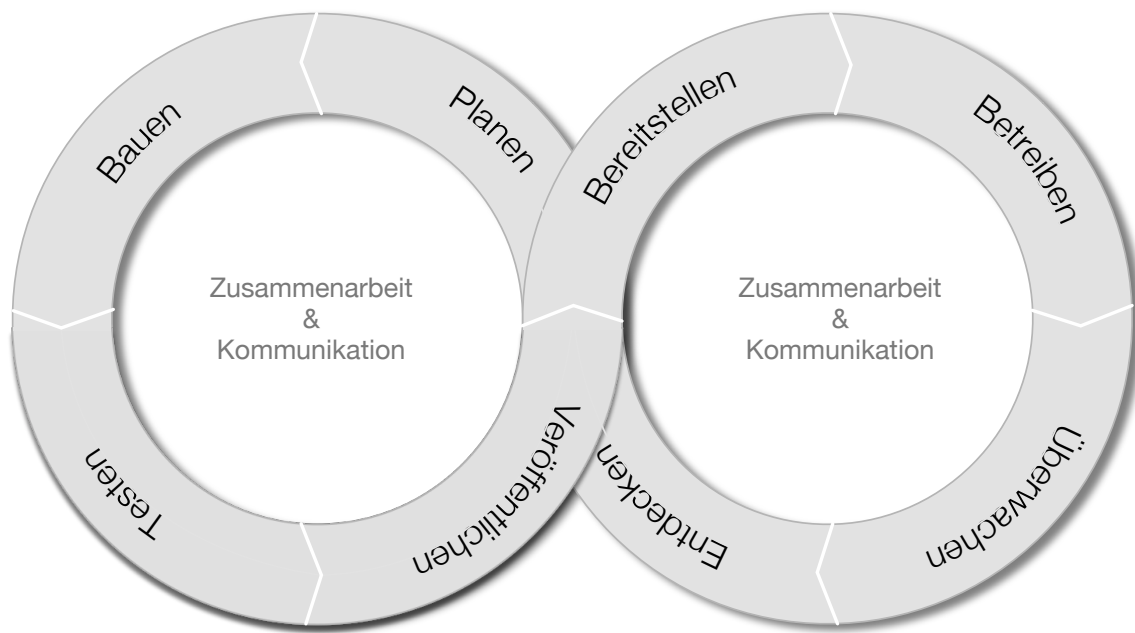 Planen
Bauen
Testen
Veröffentlichen
Bereitstellen
Betreiben
Überwachen
Entdecken
Zusammenarbeit
&
Kommunikation
Zusammenarbeit
&
Kommunikation